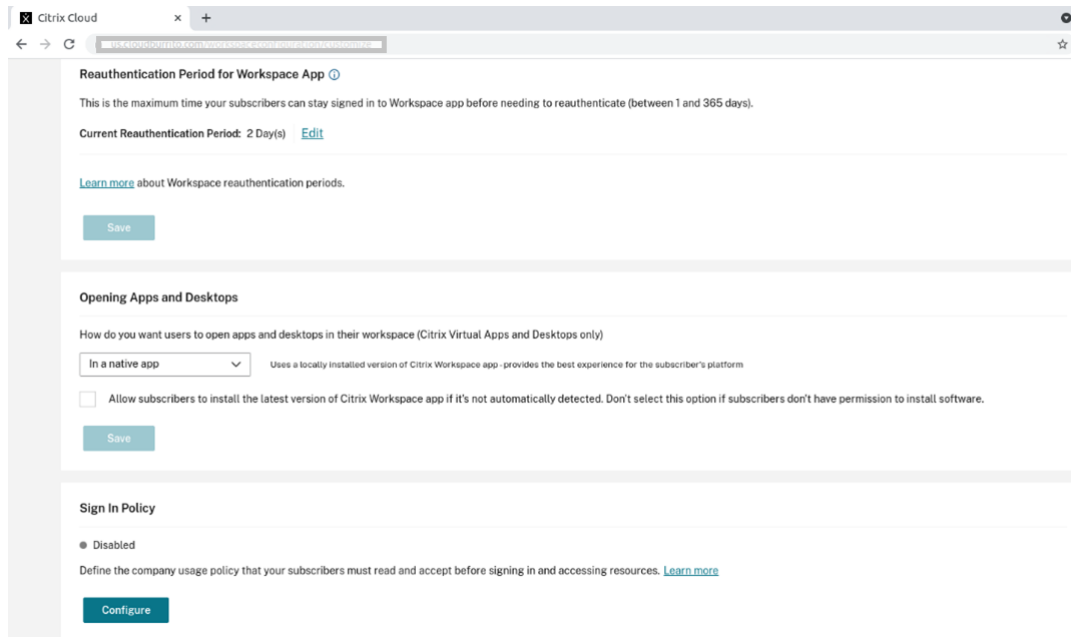 Citrix Cloud
Reauthentication Period for Workspace App
This is the maximum time your subscribers can stay signed in to Workspace app before needing to reauthenticate (between 1 and 365 days).
Current Reauthentication Period: 2 Day(s) Edit
Learn more about Workspace reauthentication periods.
Save
Opening Apps and Desktops
How do you want users to open apps and desktops in their workspace (Citrix Virtual Apps and Desktops only)
In a native app Uses a locally installed version of Citrix Workspace app - provides the best experience for the subscriber's platform
Allow subscribers to install the latest version of Citrix Workspace app if it's not automatically detected. Don't select this option if subscribers don't have permission to install software.
Save
Sign In Policy
Disabled
Define the company usage policy that your subscribers must read and accept before signing in and accessing resources. Learn more
Configure